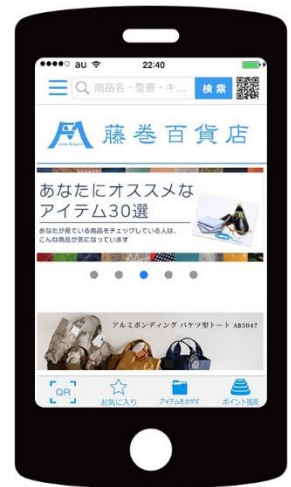 au 22:40
商品名・型番・キ... 検索
藤巻百貨店
あなたにオススメな
アイテム30選
あなたが見ている商品をチェックしている人は、
こんな商品が気になっています
アルミボンディング バケツ型トート AB5047
QR
お気に入り
アイテムをさがす
ポイント残高